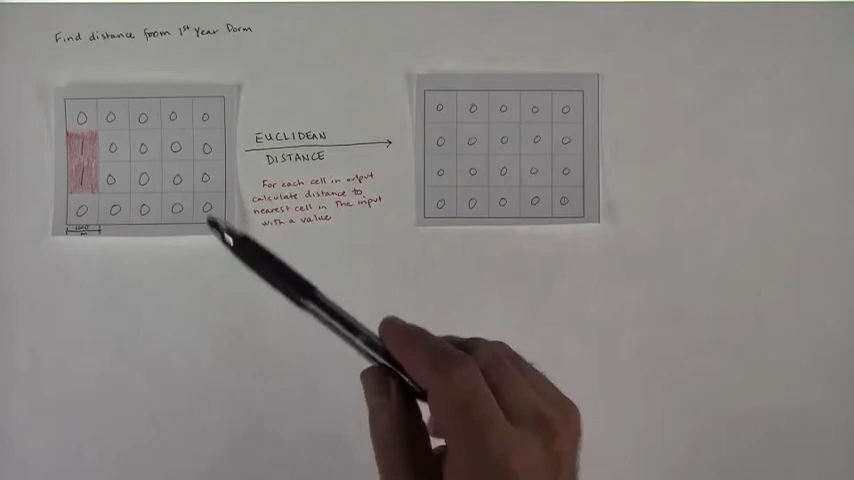 Find distance from 1st Year Dorm
0 0 0 0 0
1 0 0 0 0
1 0 0 0 0
0 0 0 0 0
EUCLIDEAN
DISTANCE
For each cell in output
calculate distance to
nearest cell in the input
with a value
0 0 0 0 0
0 0 0 0 0
0 0 0 0 0
0 0 0 0 0